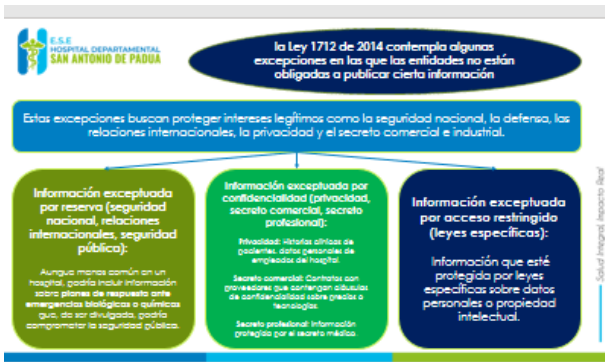 E.S.E
HOSPITAL DEPARTAMENTAL
SAN ANTONIO DE PADUA
la Ley 1712 de 2014 contempla algunas
excepciones en las que las entidades no están
obligadas a publicar cierta información
Estas excepciones buscan proteger intereses legítimos como la seguridad nacional, la defensa, las
relaciones internacionales, la privacidad y el secreto comercial e industrial.
Información exceptuada
por reserva (seguridad
nacional, relaciones
internacionales, seguridad
pública):
Aunque menos común en un
hospital, podría incluir información
sobre planes de respuesta ante
emergencias biológicas o químicas
que, de ser divulgada, podría
comprometer la seguridad pública.
Información exceptuada por
confidencialidad (privacidad,
secreto comercial, secreto
profesional):
Privacidad: Historias clínicas de
pacientes, datos personales de
empleados del hospital.
Secreto comercial: Contratos con
proveedores que contengan cláusulas
de confidencialidad sobre precios o
tecnologías.
Secreto profesional: Información
protegida por el secreto médico.
Información exceptuada
por acceso restringido
(leyes específicas):
Información que esté
protegida por leyes
específicas sobre datos
personales o propiedad
intelectual.
Salud Integral, Impacto Real